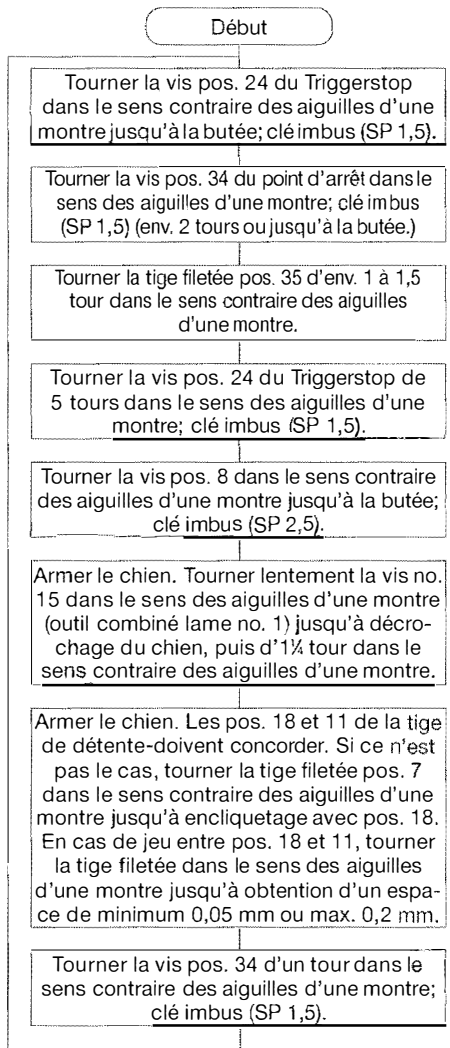 Début
Tourner la vis pos. 24 du Triggerstop
dans le sens contraire des aiguilles d'une
montre jusqu'à la butée; clé imbus (SP 1,5).
Tourner la vis pos. 34 du point d'arrêt dans le
sens des aiguilles d'une montre; clé imbus
(SP 1,5) (env. 2 tours ou jusqu'à la butée.)
Tourner la tige filetée pos. 35 d'env. 1 à 1,5
tour dans le sens contraire des aiguilles
d'une montre.
Tourner la vis pos. 24 du Triggerstop de
5 tours dans le sens des aiguilles d'une
montre; clé imbus (SP 1,5).
Tourner la vis pos. 8 dans le sens contraire
des aiguilles d'une montre jusqu'à la butée;
clé imbus (SP 2,5).
Armer le chien. Tourner lentement la vis no.
15 dans le sens des aiguilles d'une montre
(outil combiné lame no. 1) jusqu'à décro-
chage du chien, puis d'1¼ tour dans le
sens contraire des aiguilles d'une montre.
Armer le chien. Les pos. 18 et 11 de la tige
de détente-doivent concorder. Si ce n'est
pas le cas, tourner la tige filetée pos. 7
dans le sens contraire des aiguilles d'une
montre jusqu'à encliquetage avec pos. 18.
En cas de jeu entre pos. 18 et 11, tourner
la tige filetée dans le sens des aiguilles
d'une montre jusqu'à obtention d'un espa-
ce de minimum 0,05 mm ou max. 0,2 mm.
Tourner la vis pos. 34 d'un tour dans le
sens contraire des aiguilles d'une montre;
clé imbus (SP 1,5).